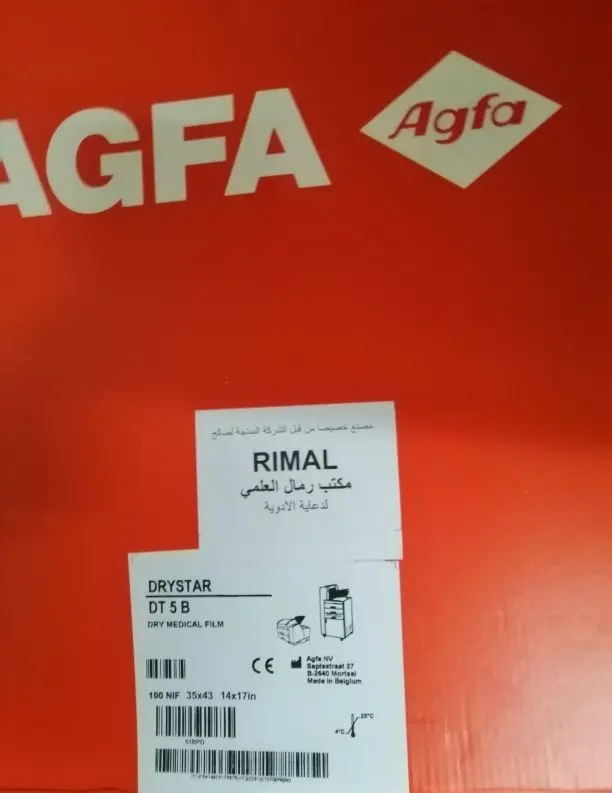 AGFA
Agfa
مصنع خصيصا من قبل الشركة المنتجة لصالح
RIMAL
مكتب رمال العلمي
لدعاية الادوية
DRYSTAR
DT 5 B
DRY MEDICAL FILM
CE
Agfa NV
Septestraat 27
B-2640 Mortsel
Made in Belgium
100 NIF 35x43 14x17in
25°C
4°C